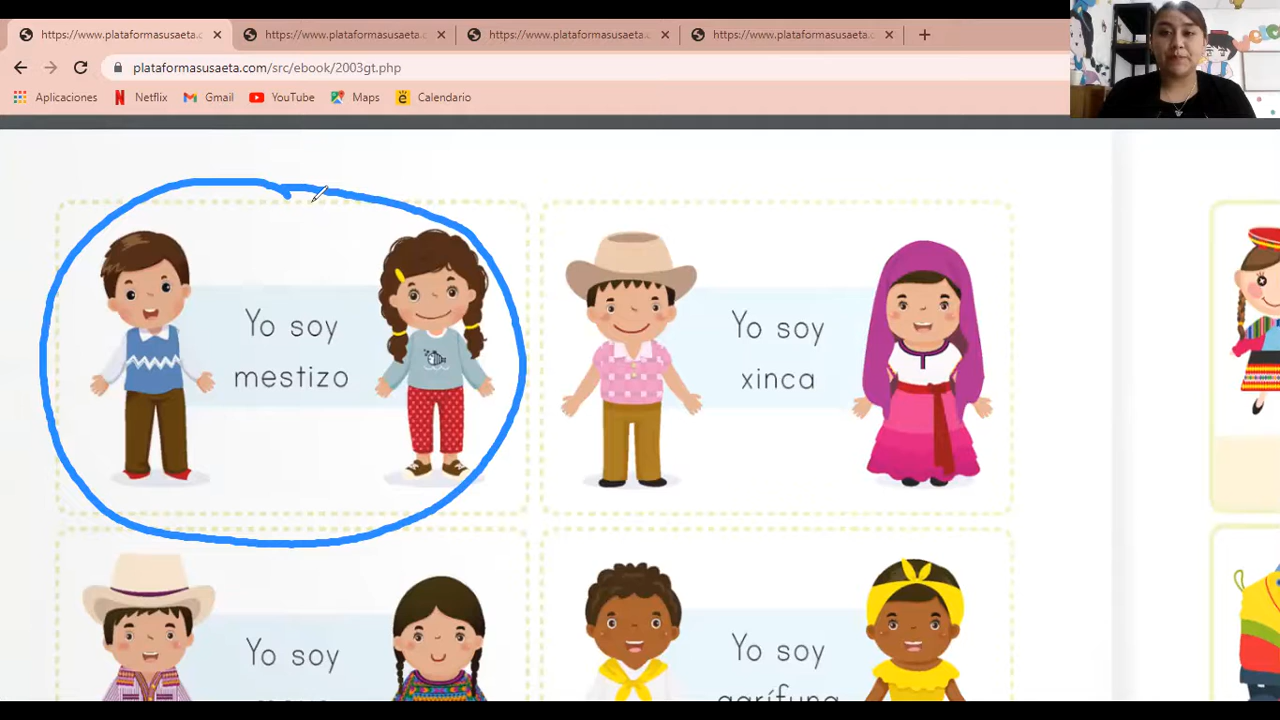 https://www.plataformasusaeta.c
https://www.plataformasusaeta.
https://www.plataformasusaeta.
https://www.plataformasusaeta.
plataformasusaeta.com/src/ebook/2003gt.php
Aplicaciones Netflix Gmail YouTube Maps Calendario
Yo soy
mestizo
Yo soy
xinca
Yo soy
Yo soy
garífuna